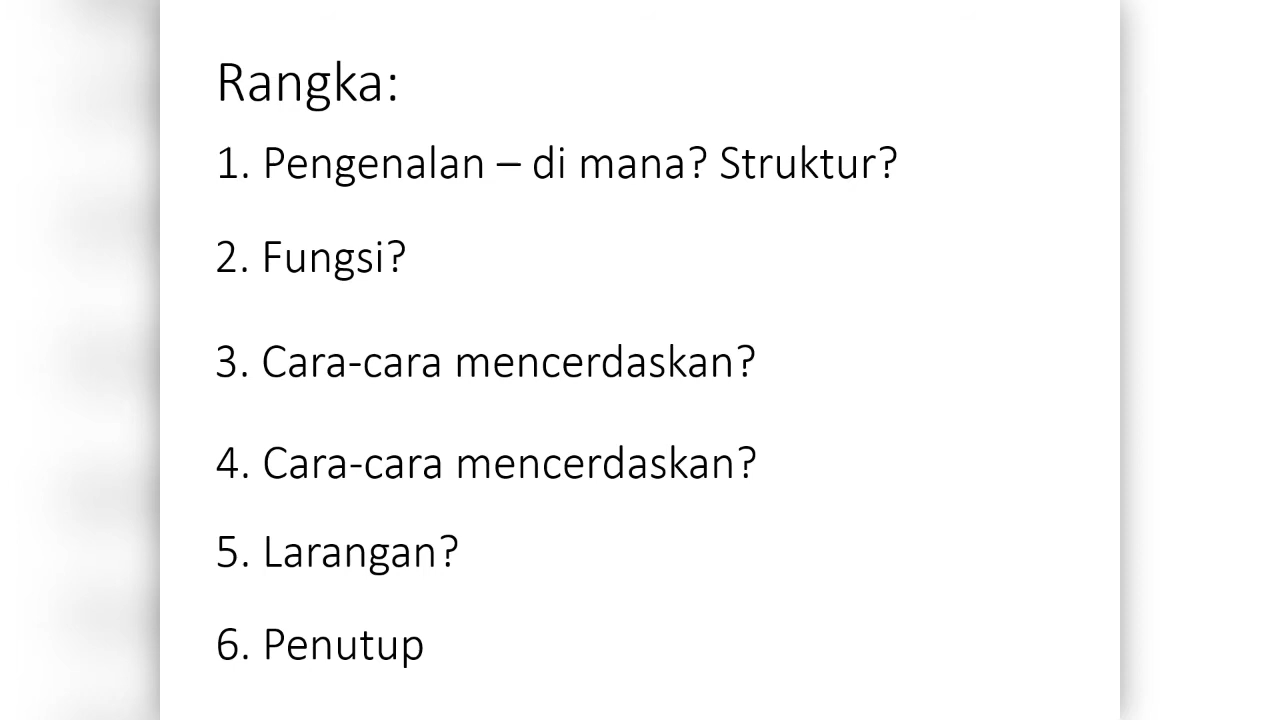 Rangka:
1. Pengenalan – di mana? Struktur?
2. Fungsi?
3. Cara-cara mencerdaskan?
4. Cara-cara mencerdaskan?
5. Larangan?
6. Penutup